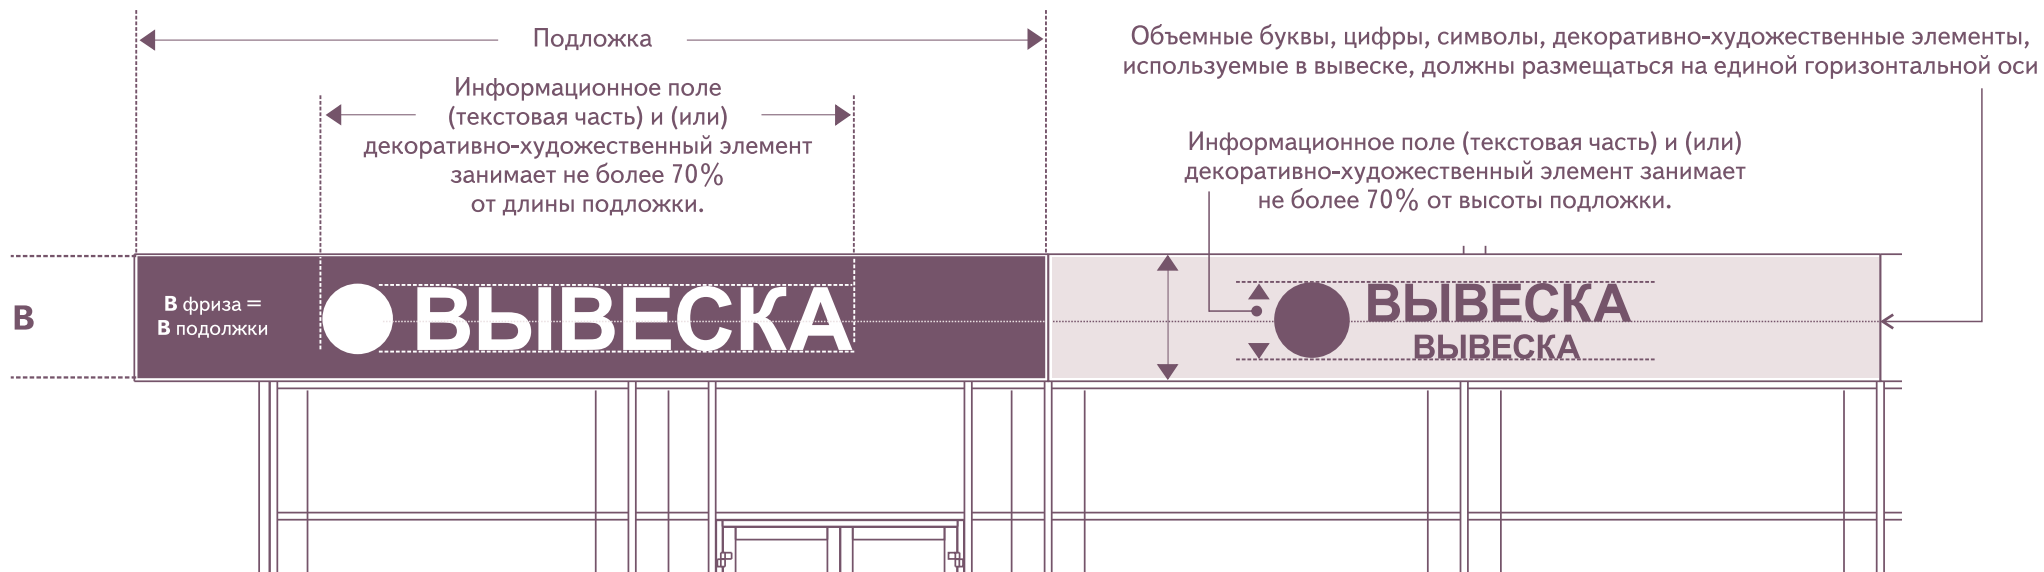 Подложка
Информационное поле
(текстовая часть) и (или)
декоративно-художественный элемент
занимает не более 70%
от длины подложки.
Объемные буквы, цифры, символы, декоративно-художественные элементы,
используемые в вывеске, должны размещаться на единой горизонтальной оси
Информационное поле (текстовая часть) и (или)
декоративно-художественный элемент занимает
не более 70% от высоты подложки.
В
В фриза =
В подолжки
ВЫВЕСКА
ВЫВЕСКА
ВЫВЕСКА